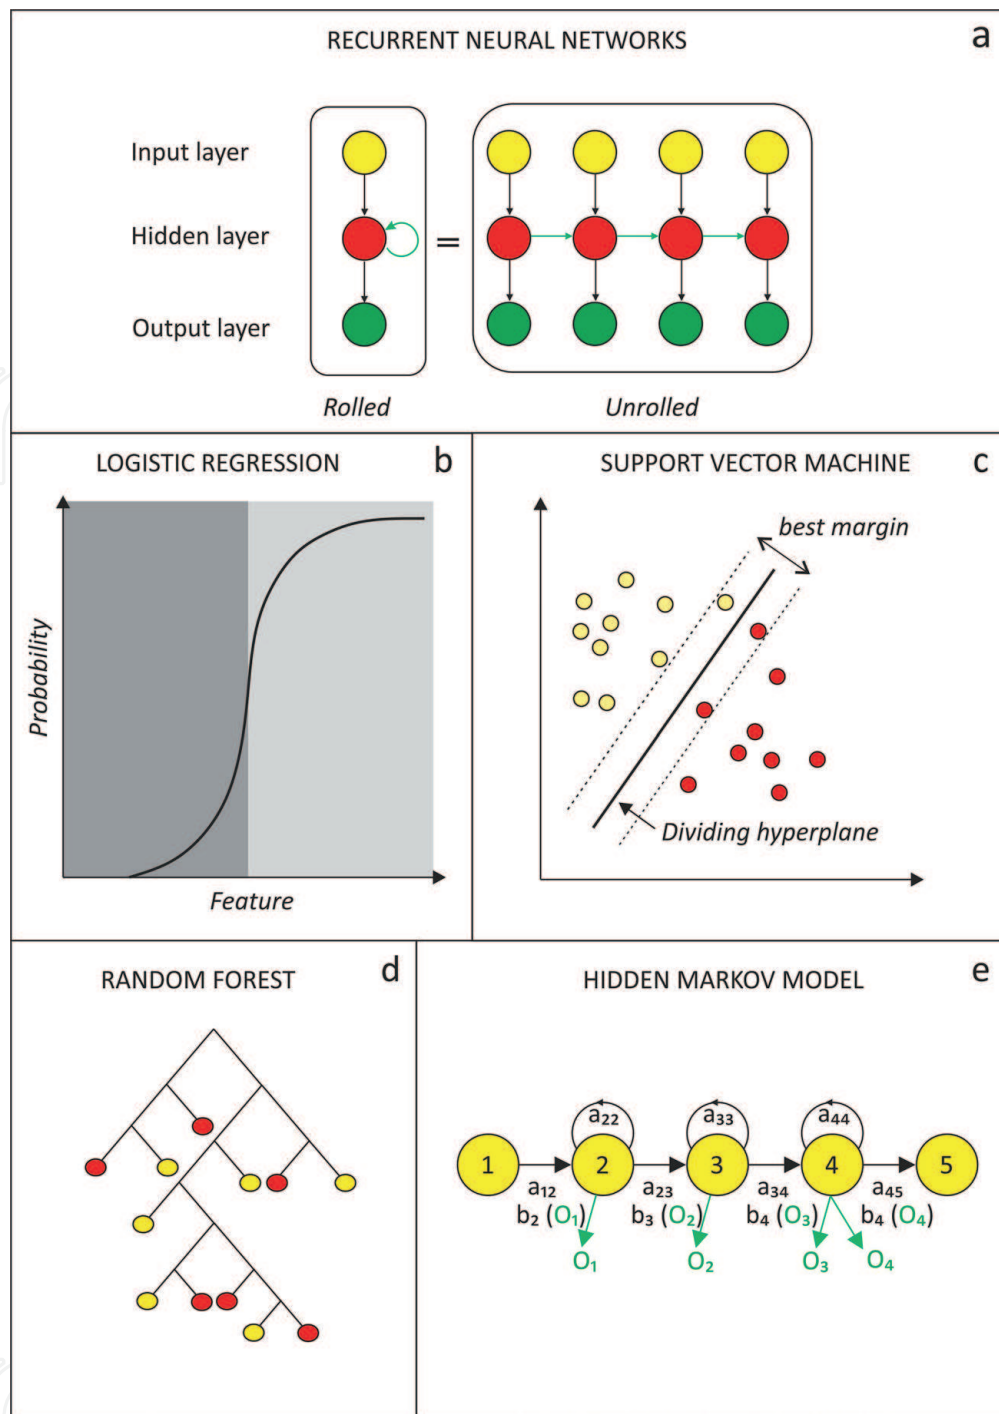 RECURRENT NEURAL NETWORKS
a
Input layer
Hidden layer
=
Output layer
Rolled
Unrolled
LOGISTIC REGRESSION
b
Probability
Feature
SUPPORT VECTOR MACHINE
c
best margin
Dividing hyperplane
RANDOM FOREST
d
HIDDEN MARKOV MODEL
e
a₂₂ a₃₃ a₄₄
1 2 3 4 5
a₁₂ a₂₃ a₃₄ a₄₅
b₂ (O₁) b₃ (O₂) b₄ (O₃) b₄ (O₄)
O₁ O₂ O₃ O₄